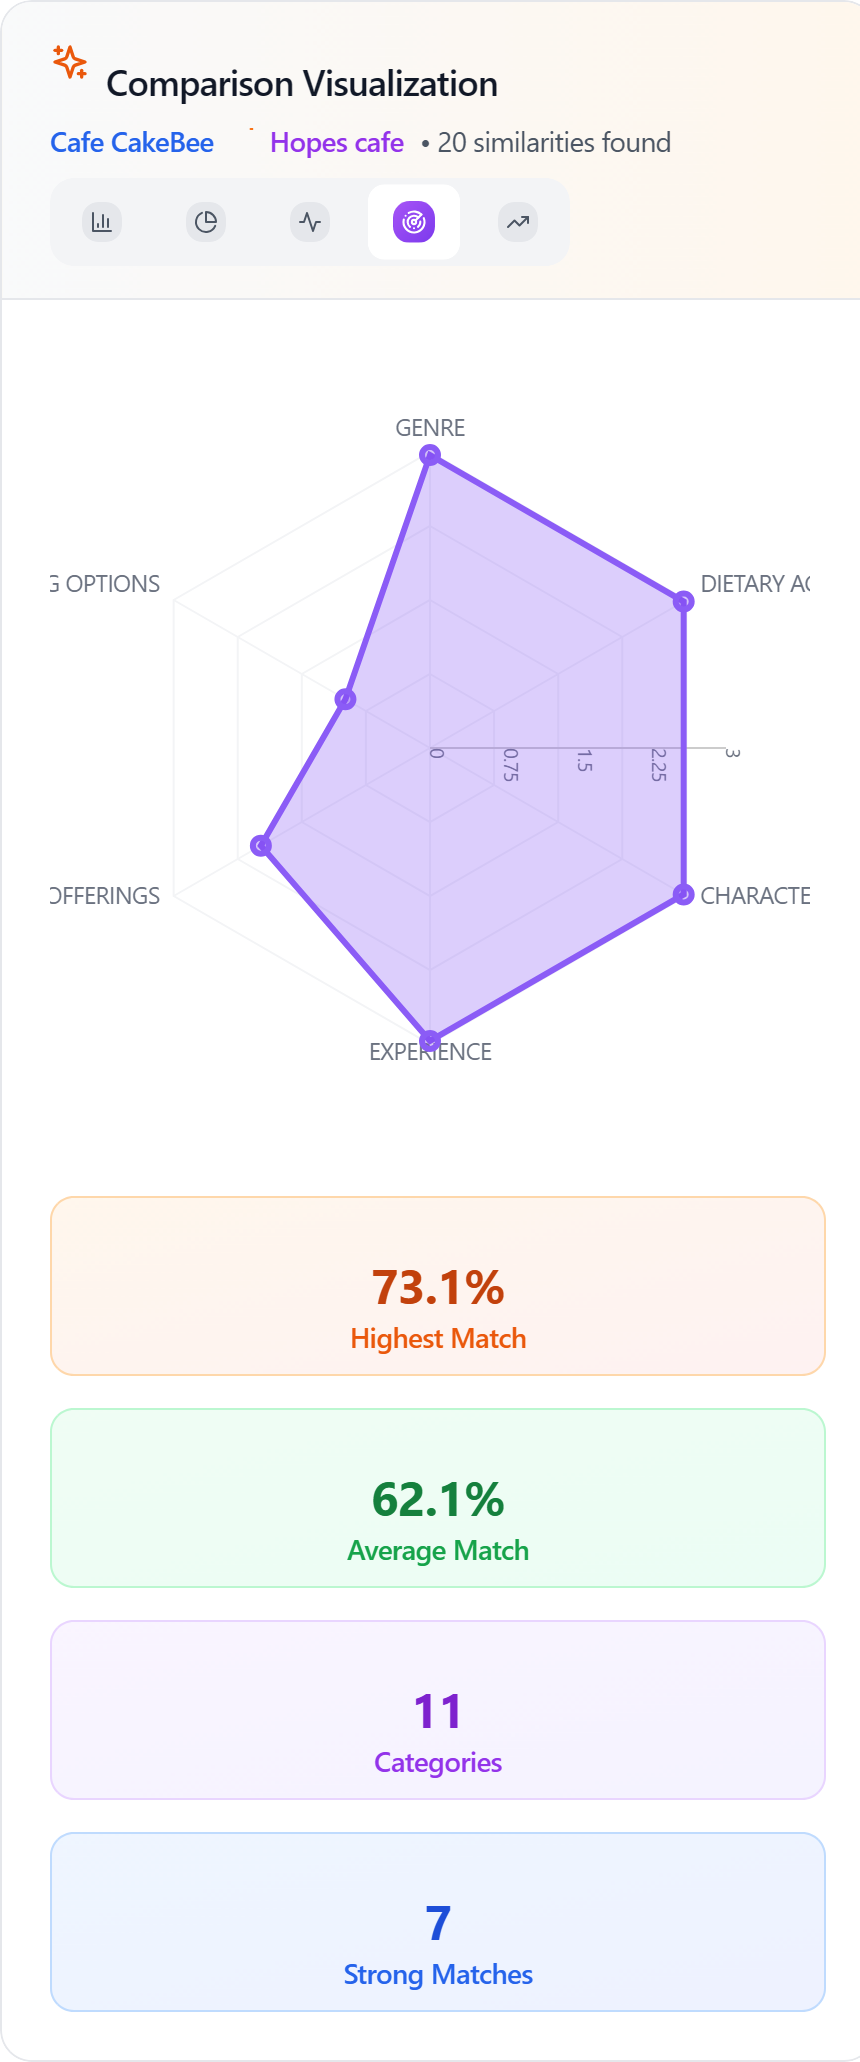 Comparison Visualization
Cafe CakeBee Hopes cafe • 20 similarities found
GENRE
G OPTIONS
DIETARY AC
0
0.75
1.5
2.25
3
OFFERINGS
CHARACTE
EXPERIENCE
73.1%
Highest Match
62.1%
Average Match
11
Categories
7
Strong Matches